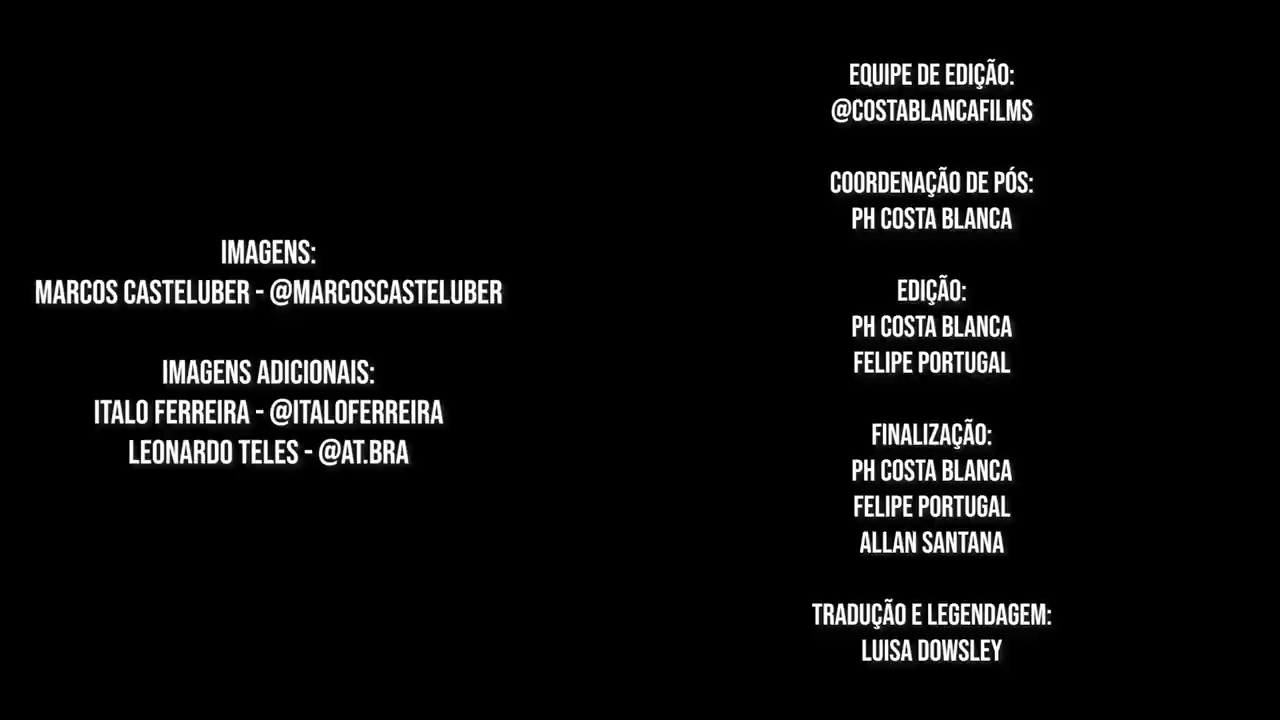 IMAGENS:
MARCOS CASTELUBER - @MARCOSCASTELUBER
IMAGENS ADICIONAIS:
ITALO FERREIRA - @ITALOFERREIRA
LEONARDO TELES - @AT.BRA
EQUIPE DE EDIÇÃO:
@COSTABLANCAFILMS
COORDENAÇÃO DE PÓS:
PH COSTA BLANCA
EDIÇÃO:
PH COSTA BLANCA
FELIPE PORTUGAL
FINALIZAÇÃO:
PH COSTA BLANCA
FELIPE PORTUGAL
ALLAN SANTANA
TRADUÇÃO E LEGENDAGEM:
LUISA DOWSLEY